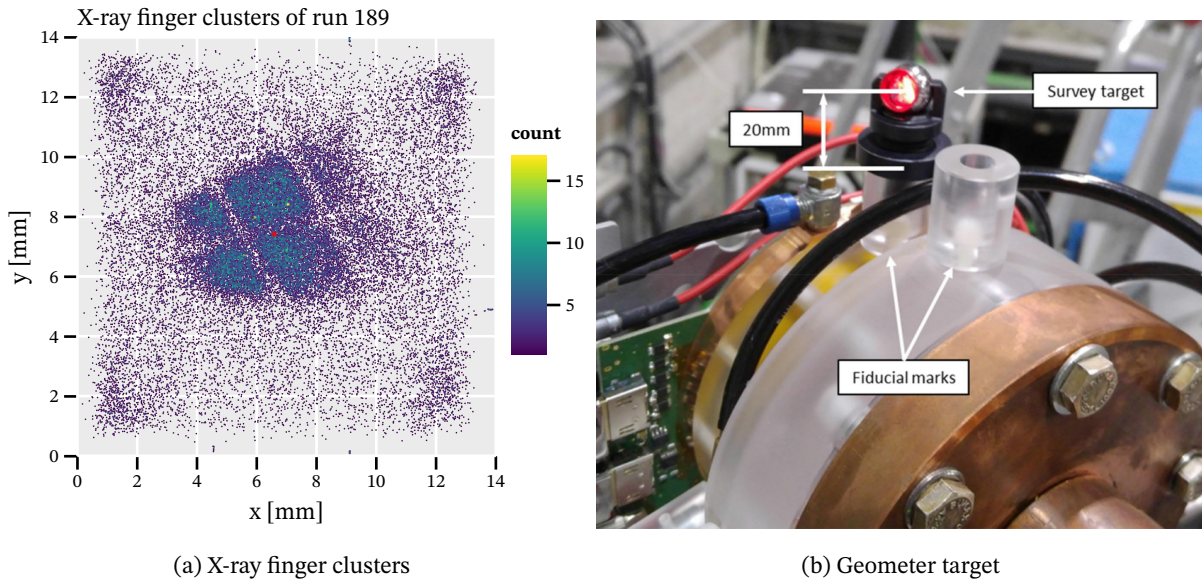 X-ray finger clusters of run 189
14
12
10
8
6
4
2
0
y [mm]
0 2 4 6 8 10 12 14
x [mm]
count
15
10
5
(a) X-ray finger clusters
Survey target
20mm
Fiducial marks
(b) Geometer target